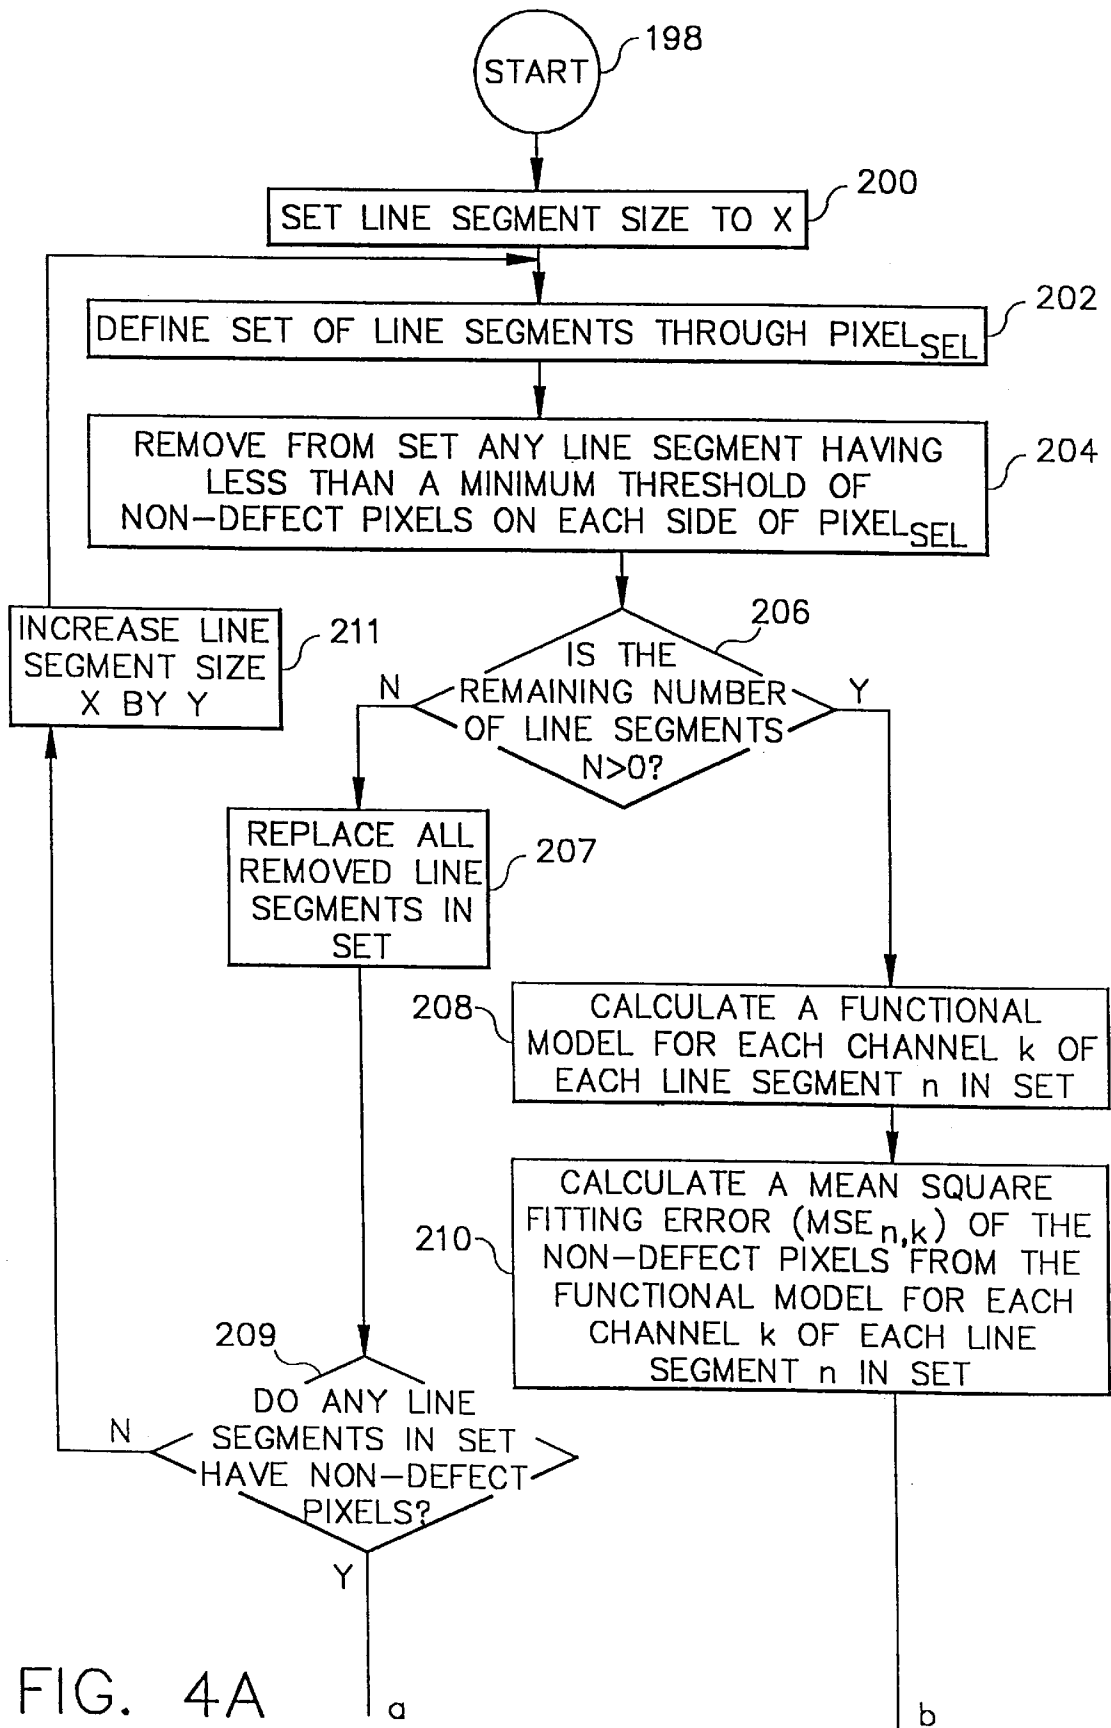 START
198
SET LINE SEGMENT SIZE TO X
200
DEFINE SET OF LINE SEGMENTS THROUGH PIXELSEL
202
REMOVE FROM SET ANY LINE SEGMENT HAVING
LESS THAN A MINIMUM THRESHOLD OF
NON-DEFECT PIXELS ON EACH SIDE OF PIXELSEL
204
INCREASE LINE
SEGMENT SIZE
X BY Y
211
206
IS THE
REMAINING NUMBER
OF LINE SEGMENTS
N>0?
N
Y
REPLACE ALL
REMOVED LINE
SEGMENTS IN
SET
207
208
CALCULATE A FUNCTIONAL
MODEL FOR EACH CHANNEL k OF
EACH LINE SEGMENT n IN SET
210
CALCULATE A MEAN SQUARE
FITTING ERROR (MSEn,k) OF THE
NON-DEFECT PIXELS FROM THE
FUNCTIONAL MODEL FOR EACH
CHANNEL k OF EACH LINE
SEGMENT n IN SET
209
DO ANY LINE
SEGMENTS IN SET
HAVE NON-DEFECT
PIXELS?
N
Y
FIG. 4A
a
b